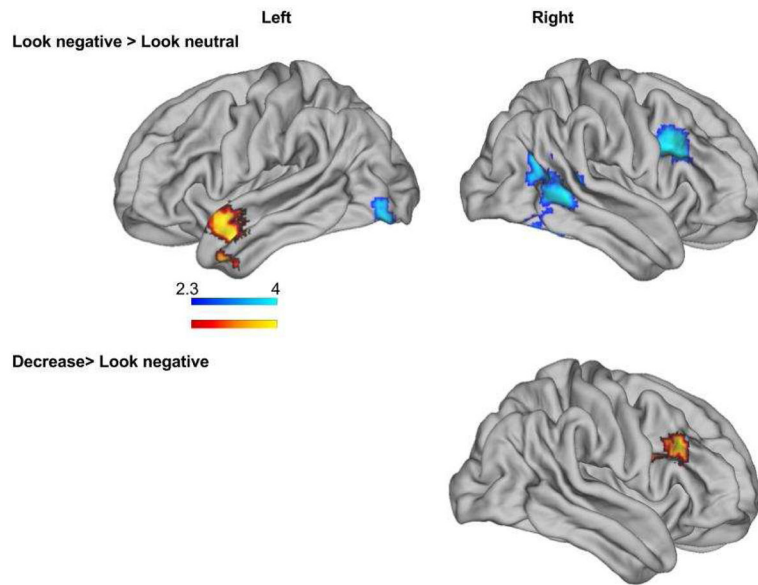 Left
Right
Look negative > Look neutral
2.3
4
Decrease> Look negative